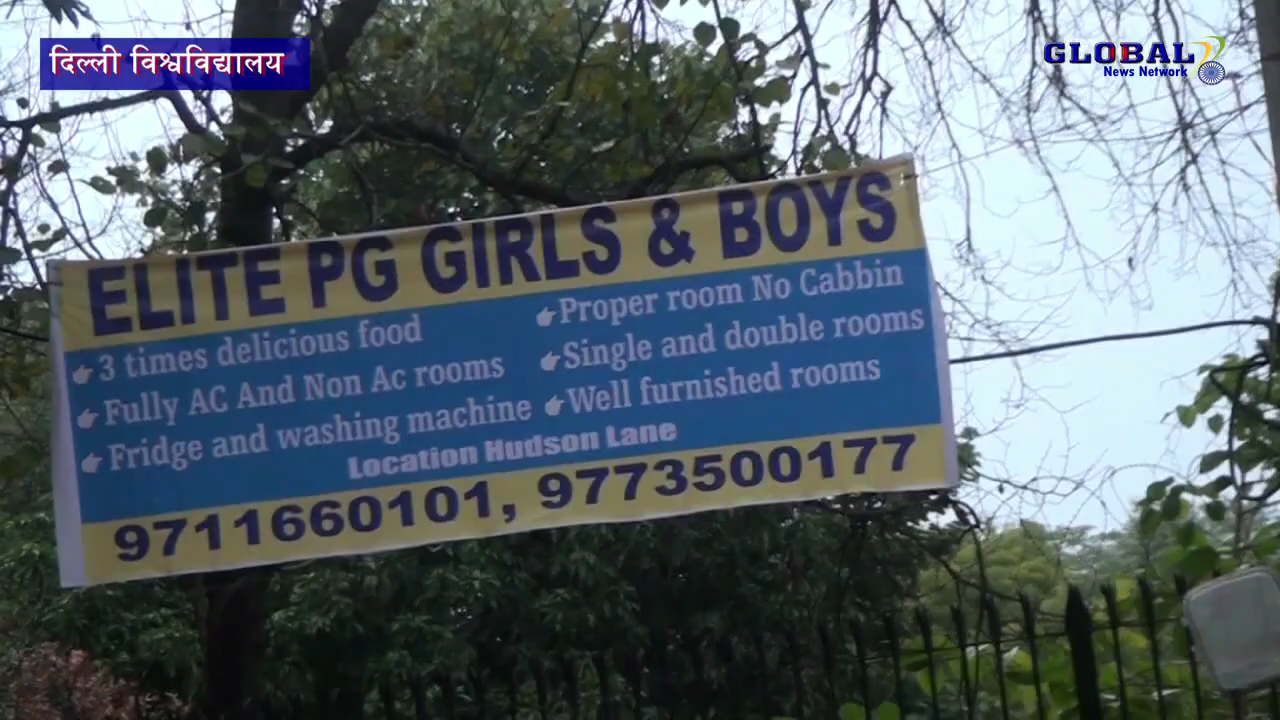 दिल्ली विश्वविद्यालय
GLOBAL
News Network
ELITE PG GIRLS & BOYS
3 times delicious food
Fully AC And Non Ac rooms
Fridge and washing machine
Proper room No Cabbin
Single and double rooms
Well furnished rooms
Location Hudson Lane
9711660101, 9773500177